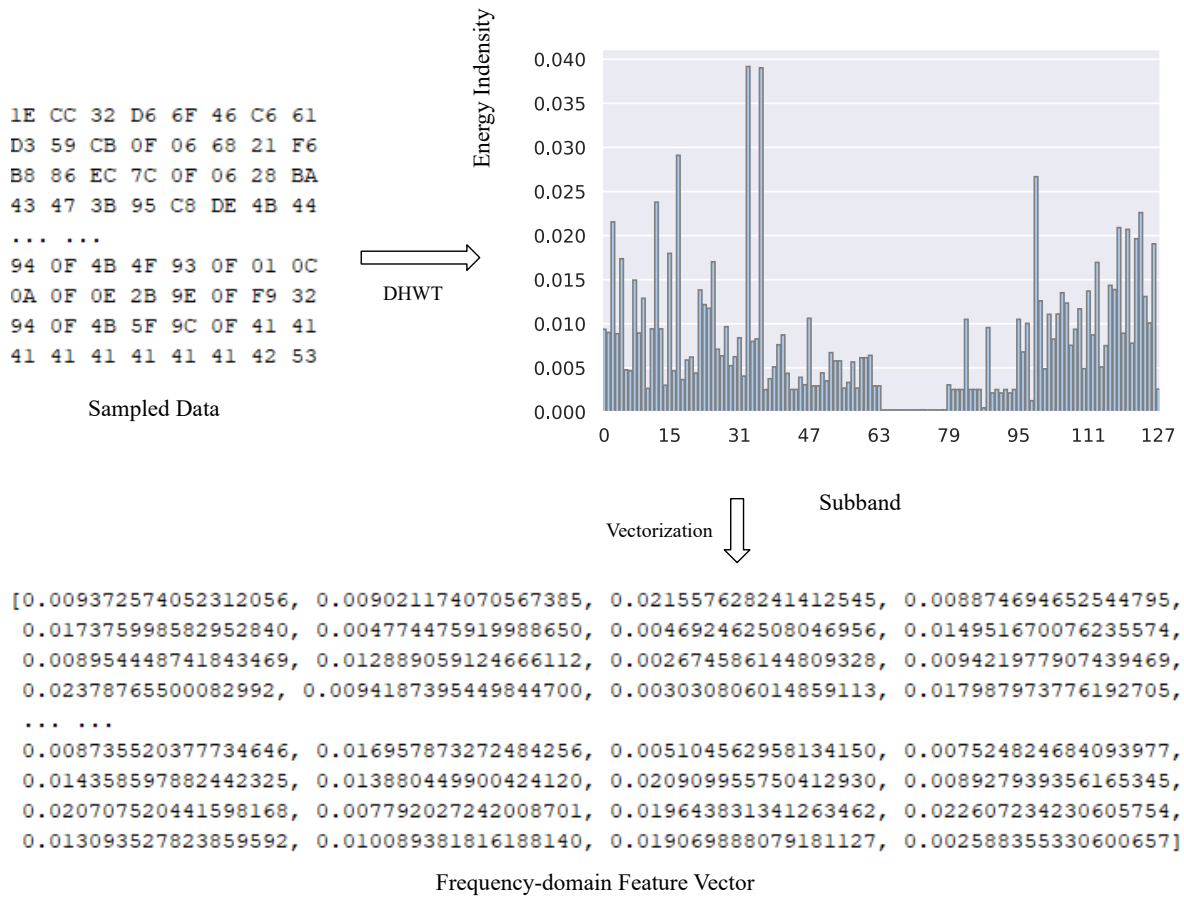 1E CC 32 D6 6F 46 C6 61
D3 59 CB 0F 06 68 21 F6
B8 86 EC 7C 0F 06 28 BA
43 47 3B 95 C8 DE 4B 44
... ...
94 0F 4B 4F 93 0F 01 0C
0A 0F 0E 2B 9E 0F F9 32
94 0F 4B 5F 9C 0F 41 41
41 41 41 41 41 41 42 53
Sampled Data
DHWT
Energy Indensity
0.040
0.035
0.030
0.025
0.020
0.015
0.010
0.005
0.000
0 15 31 47 63 79 95 111 127
Subband
Vectorization
[0.009372574052312056, 0.009021174070567385, 0.021557628241412545, 0.008874694652544795,
0.017375998582952840, 0.004774475919988650, 0.004692462508046956, 0.014951670076235574,
0.008954448741843469, 0.012889059124666112, 0.002674586144809328, 0.009421977907439469,
0.023787655500082992, 0.0094187395449844700, 0.003030806014859113, 0.017987973776192705,
... ...
0.008735520377734646, 0.016957873272484256, 0.005104562958134150, 0.007524824684093977,
0.014358597882442325, 0.013880449900424120, 0.020909955750412930, 0.008927939356165345,
0.020707520441598168, 0.007792027242008701, 0.019643831341263462, 0.022607234230605754,
0.013093527823859592, 0.010089381816188140, 0.019069888079181127, 0.002588355330600657]
Frequency-domain Feature Vector